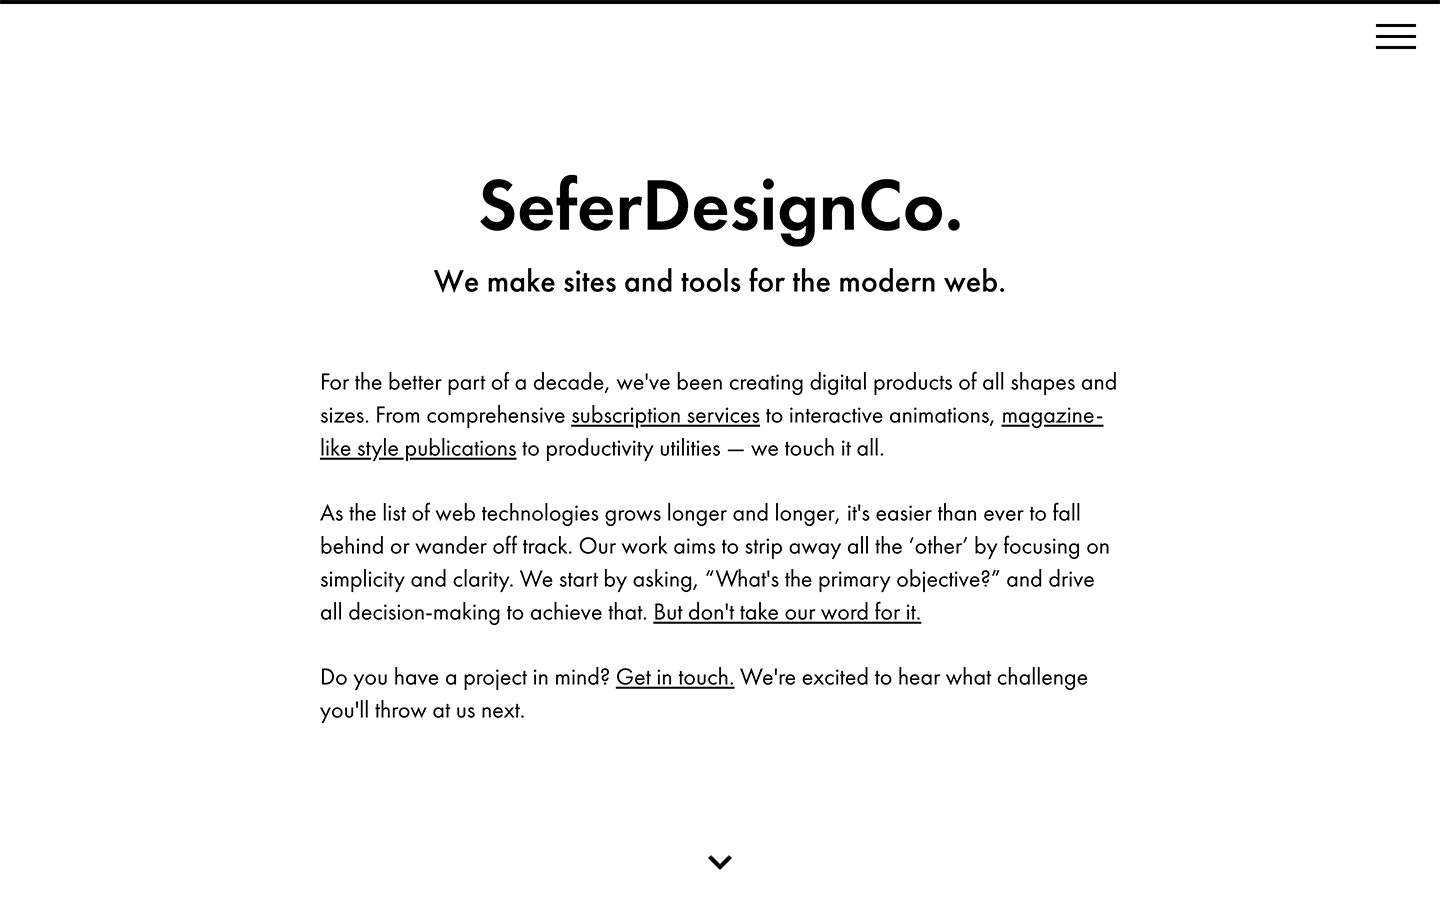 SeferDesignCo.
We make sites and tools for the modern web.
For the better part of a decade, we've been creating digital products of all shapes and
sizes. From comprehensive subscription services to interactive animations, magazine-
like style publications to productivity utilities — we touch it all.
As the list of web technologies grows longer and longer, it's easier than ever to fall
behind or wander off track. Our work aims to strip away all the ‘other’ by focusing on
simplicity and clarity. We start by asking, “What's the primary objective?” and drive
all decision-making to achieve that. But don't take our word for it.
Do you have a project in mind? Get in touch. We're excited to hear what challenge
you'll throw at us next.